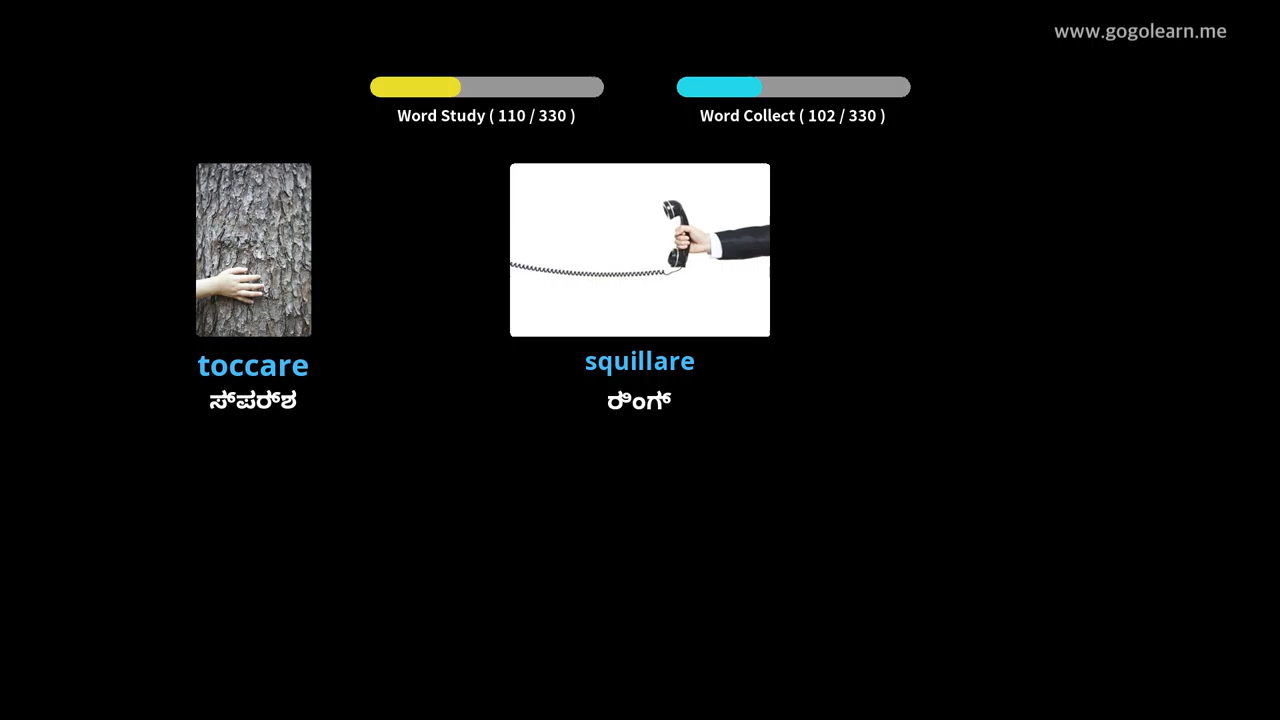 www.gogolearn.me
Word Study ( 110 / 330 )
Word Collect ( 102 / 330 )
toccare
ಸ್ಪರ್ಶ
squillare
ರಿಂಗ್